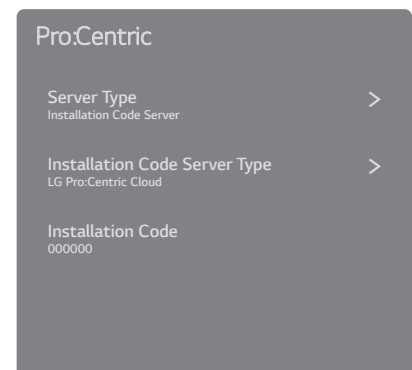 Pro:Centric
Server Type
Installation Code Server
Installation Code Server Type
LG Pro:Centric Cloud
Installation Code
000000